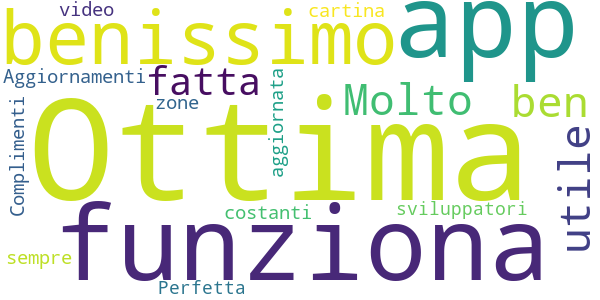 video
cartina
benissimo
app
Aggiornamenti
fatta
zone
aggiornata
Molto
ben
Complimenti
Ottima
utile
costanti
sviluppatori
funziona
sempre
Perfetta